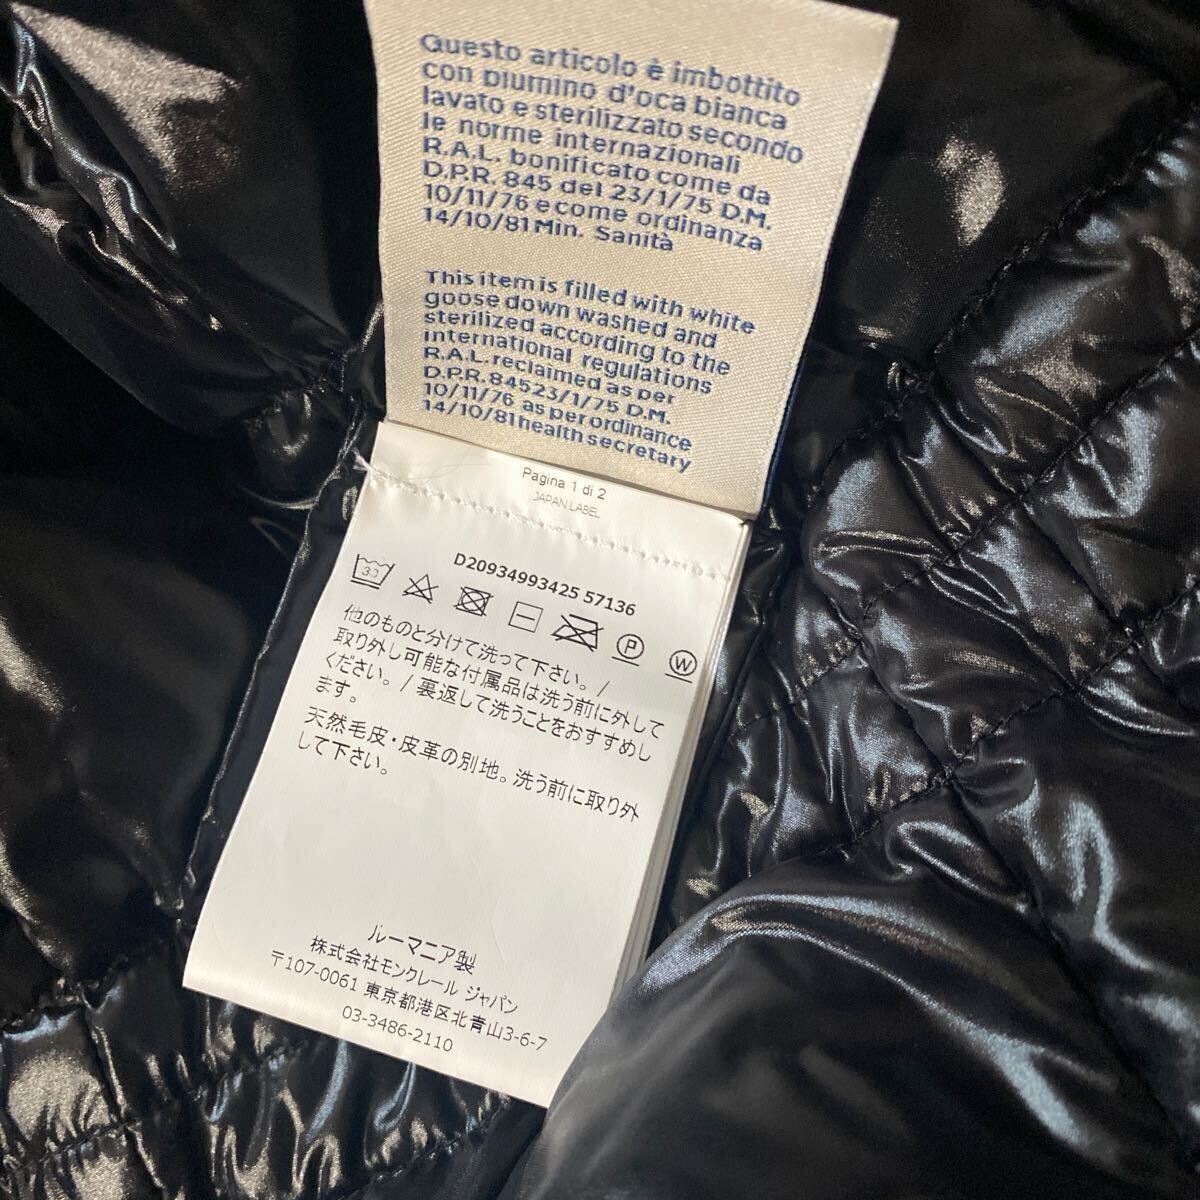 Questo articolo è imbottito
con piumino d'oca bianca
lavato e sterilizzato secondo
le norme internazionali
R.A.L. bonificato come da
D.P.R. 845 del 23/1/75 D.M.
10/11/76 e come ordinanza
14/10/81 Min. Sanità
This item is filled with white
goose down washed and
sterilized according to the
international regulations
R.A.L. reclaimed as per
D.P.R. 84523/1/75 D.M.
10/11/76 as per ordinance
14/10/81 health secretary
Pagina 1 di 2
JAPAN LABEL
D20934993425 57136
30
P
W
他のものと分けて洗って下さい。/
取り外し可能な付属品は洗う前に外して
ください。/ 裏返して洗うことをおすすめし
ます。
天然毛皮・皮革の別地。洗う前に取り外
して下さい。
ルーマニア製
株式会社モンクレール ジャパン
〒107-0061 東京都港区北青山3-6-7
03-3486-2110